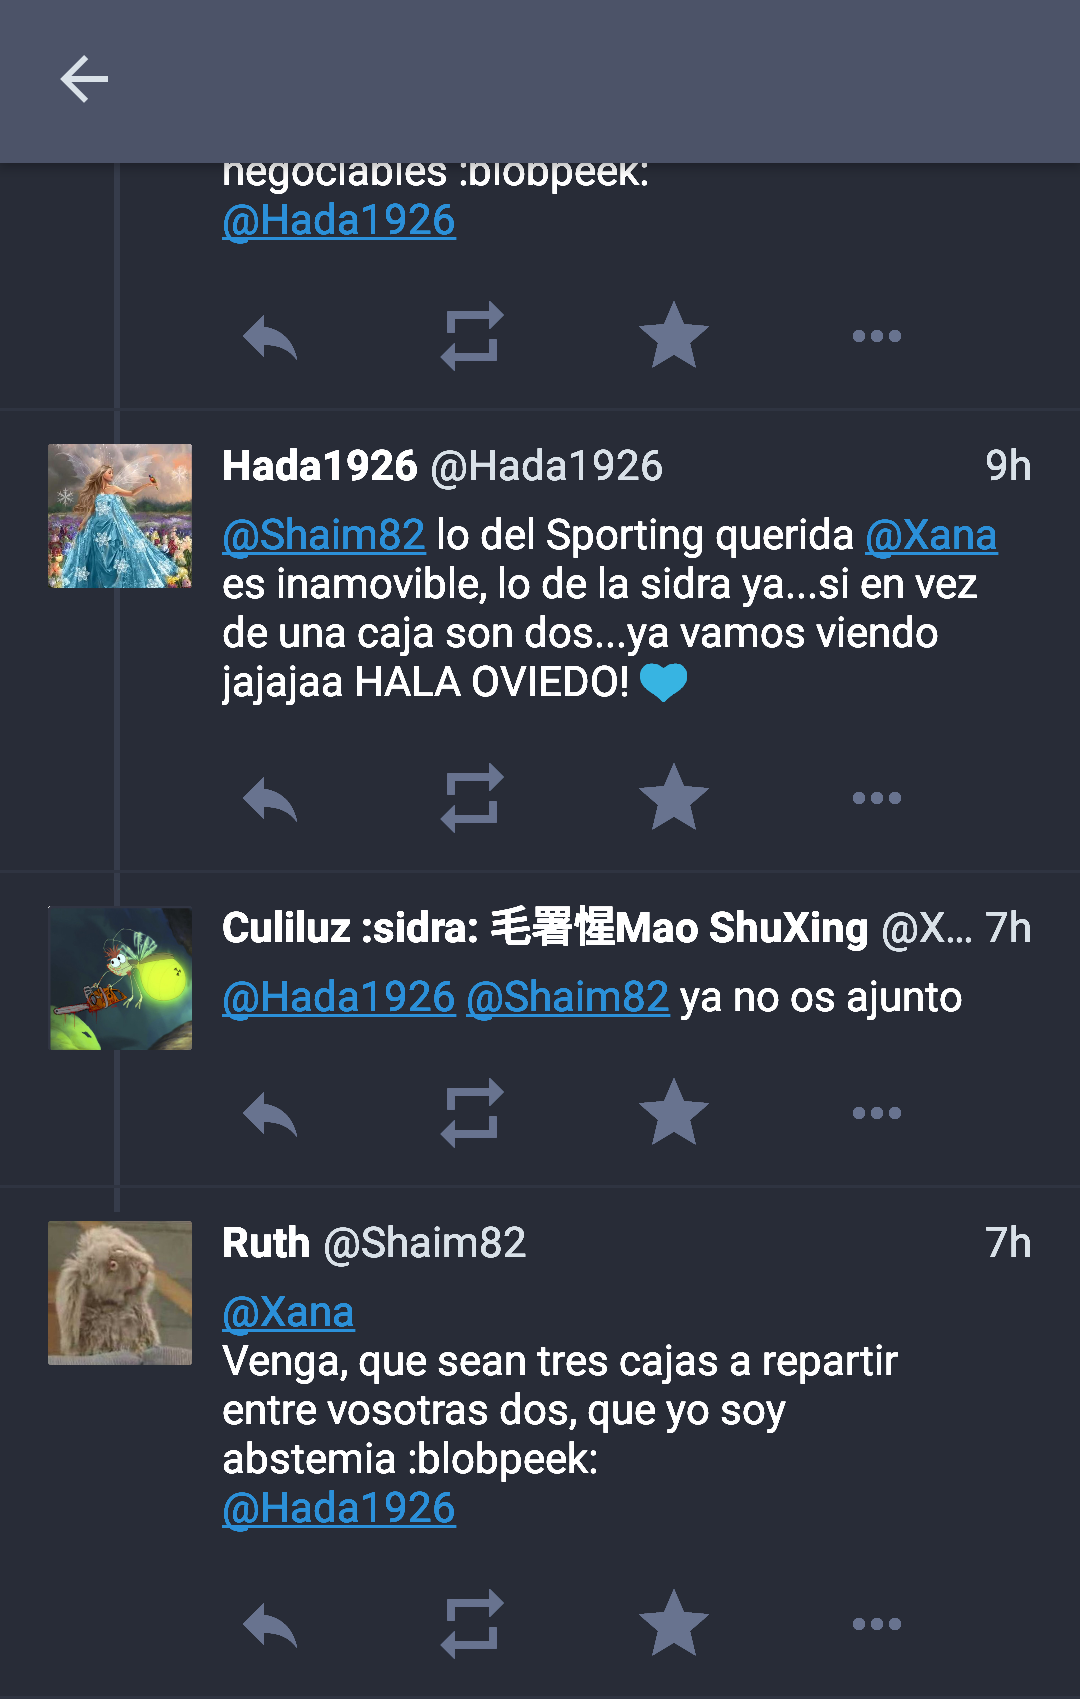 negociables :blobpeek:
@Hada1926
Hada1926 @Hada1926 9h
@Shaim82 lo del Sporting querida @Xana
es inamovible, lo de la sidra ya...si en vez
de una caja son dos...ya vamos viendo
jajajaa HALA OVIEDO! 🩵
Culiluz :sidra: 毛署惺Mao ShuXing @X... 7h
@Hada1926 @Shaim82 ya no os ajunto
Ruth @Shaim82 7h
@Xana
Venga, que sean tres cajas a repartir
entre vosotras dos, que yo soy
abstemia :blobpeek:
@Hada1926